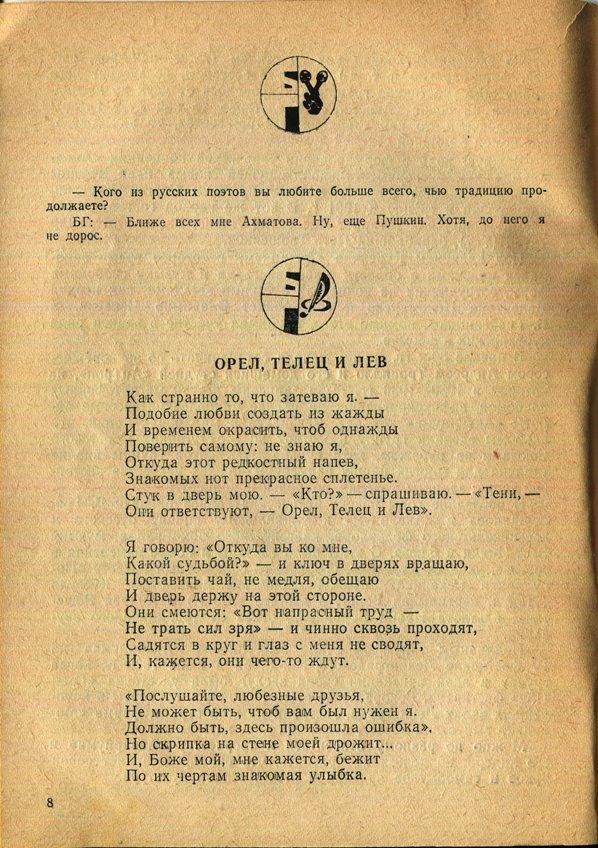 — Кого из русских поэтов вы любите больше всего, чью традицию про-
должаете?
БГ: — Ближе всех мне Ахматова. Ну, еще Пушкин. Хотя, до него я
не дорос.
ОРЕЛ, ТЕЛЕЦ И ЛЕВ
Как странно то, что затеваю я. —
Подобие любви создать из жажды
И временем окрасить, чтоб однажды
Поверить самому: не знаю я,
Откуда этот редкостный напев,
Знакомых нот прекрасное сплетенье.
Стук в дверь мою. — «Кто?» — спрашиваю. — «Тени, —
Они ответствуют, — Орел, Телец и Лев».
Я говорю: «Откуда вы ко мне,
Какой судьбой?» — и ключ в дверях вращаю,
Поставить чай, не медля, обещаю
И дверь держу на этой стороне.
Они смеются: «Вот напрасный труд —
Не трать сил зря» — и чинно сквозь проходят,
Садятся в круг и глаз с меня не сводят,
И, кажется, они чего-то ждут.
«Послушайте, любезные друзья,
Не может быть, чтоб вам был нужен я.
Должно быть, здесь произошла ошибка».
Но скрипка на стене моей дрожит...
И, Боже мой, мне кажется, бежит
По их чертам знакомая улыбка.
8